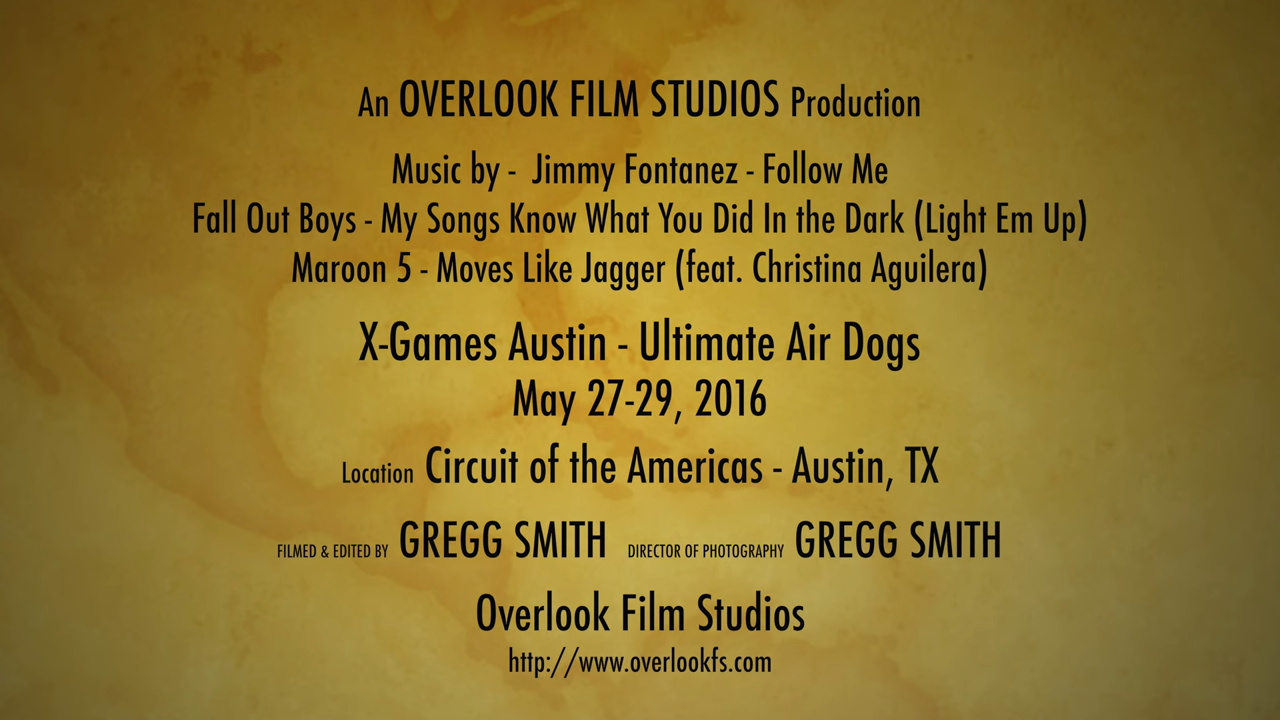 An OVERLOOK FILM STUDIOS Production
Music by -  Jimmy Fontanez - Follow Me
Fall Out Boys - My Songs Know What You Did In the Dark (Light Em Up)
Maroon 5 - Moves Like Jagger (feat. Christina Aguilera)
X-Games Austin - Ultimate Air Dogs
May 27-29, 2016
Location Circuit of the Americas - Austin, TX
FILMED & EDITED BY GREGG SMITH DIRECTOR OF PHOTOGRAPHY GREGG SMITH
Overlook Film Studios
http://www.overlookfs.com